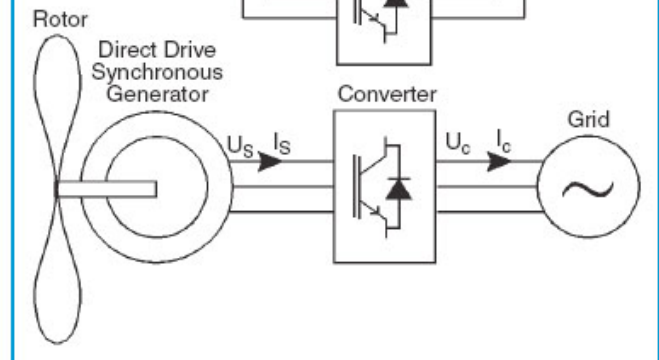 Rotor
Direct Drive
Synchronous
Generator
Converter
Grid
Us Is
Uc Ic